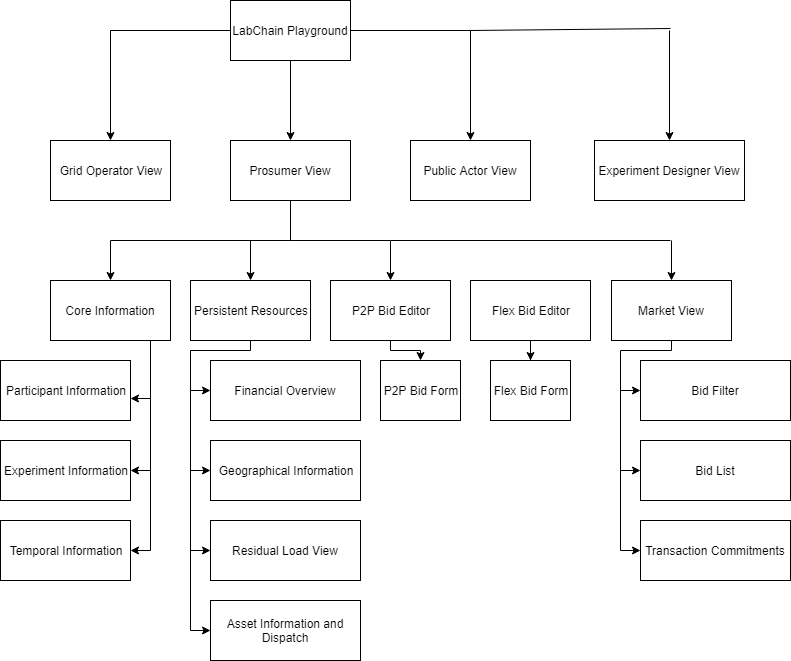 LabChain Playground
Grid Operator View
Prosumer View
Public Actor View
Experiment Designer View
Core Information
Persistent Resources
P2P Bid Editor
Flex Bid Editor
Market View
Participant Information
Financial Overview
P2P Bid Form
Flex Bid Form
Bid Filter
Experiment Information
Geographical Information
Bid List
Temporal Information
Residual Load View
Transaction Commitments
Asset Information and
Dispatch